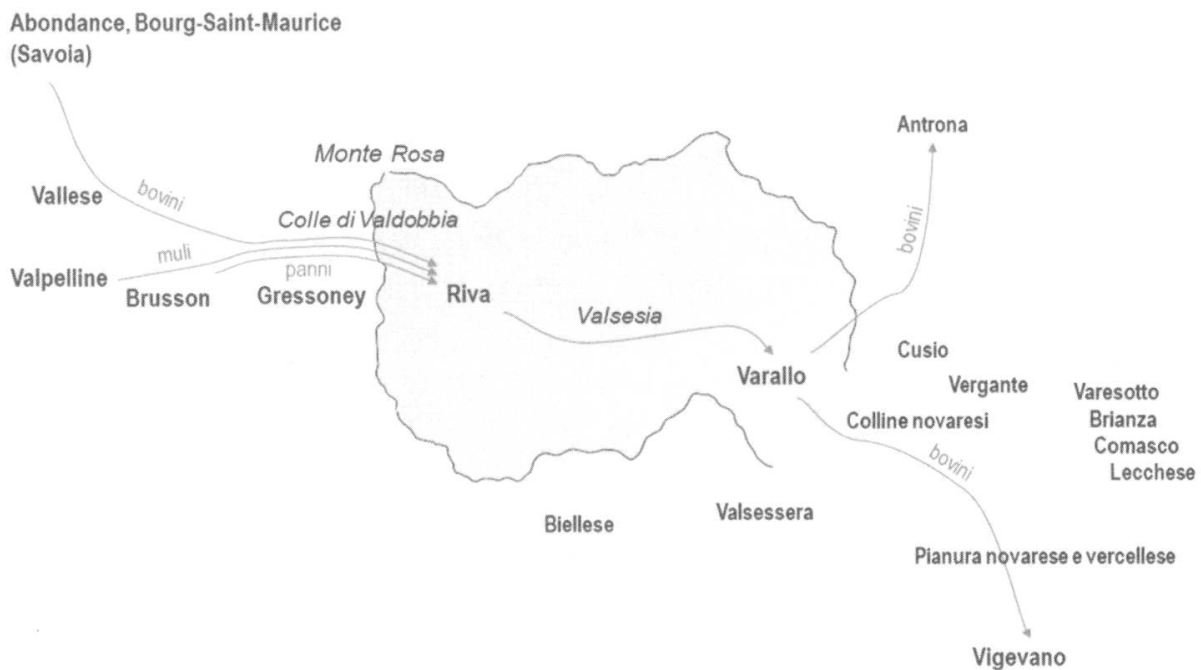 Abondance, Bourg-Saint-Maurice
(Savoia)
Antrona
Monte Rosa
Vallese
bovini
Colle di Valdobbia
bovini
muli
Valpelline
panni
Brusson
Gressoney
Riva
Valsesia
Cusio
Varallo
Vergante
Varesotto
Colline novaresi
Brianza
Comasco
bovini
Lecchese
Biellese
Valsessera
Pianura novarese e vercellese
Vigevano